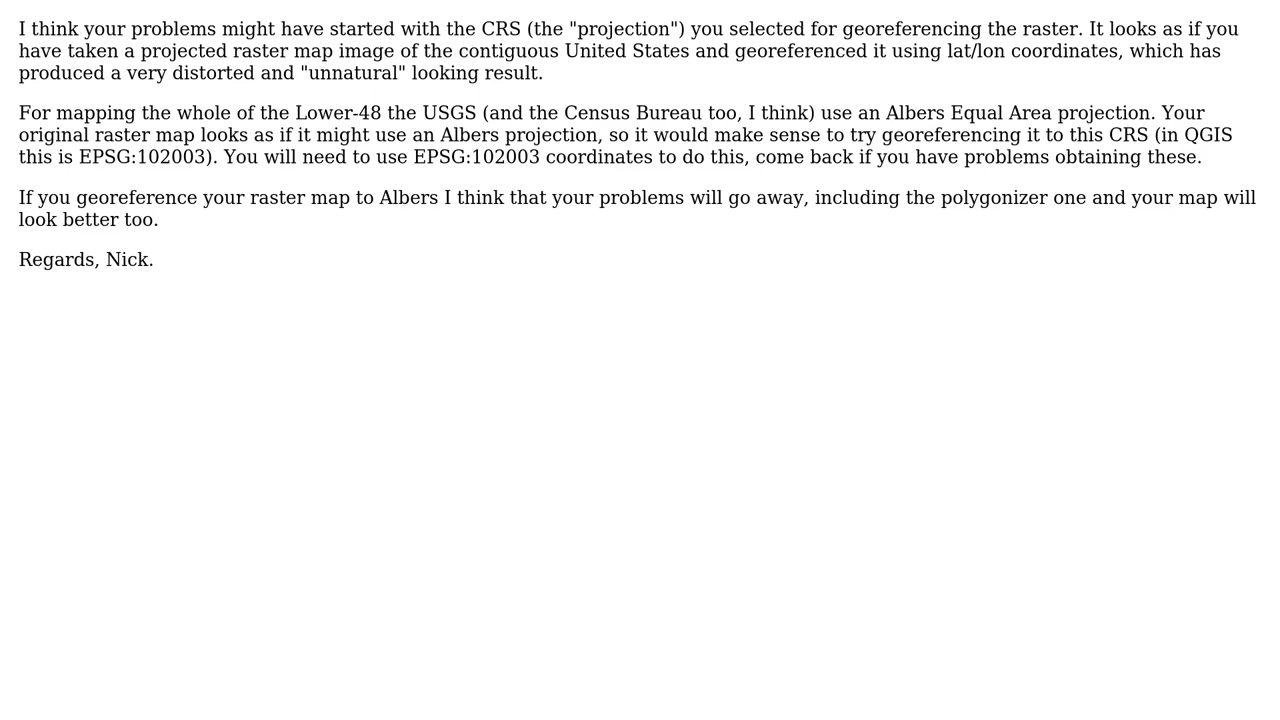 I think your problems might have started with the CRS (the "projection") you selected for georeferencing the raster. It looks as if you
have taken a projected raster map image of the contiguous United States and georeferenced it using lat/lon coordinates, which has
produced a very distorted and "unnatural" looking result.
For mapping the whole of the Lower-48 the USGS (and the Census Bureau too, I think) use an Albers Equal Area projection. Your
original raster map looks as if it might use an Albers projection, so it would make sense to try georeferencing it to this CRS (in QGIS
this is EPSG:102003). You will need to use EPSG:102003 coordinates to do this, come back if you have problems obtaining these.
If you georeference your raster map to Albers I think that your problems will go away, including the polygonizer one and your map will
look better too.
Regards, Nick.